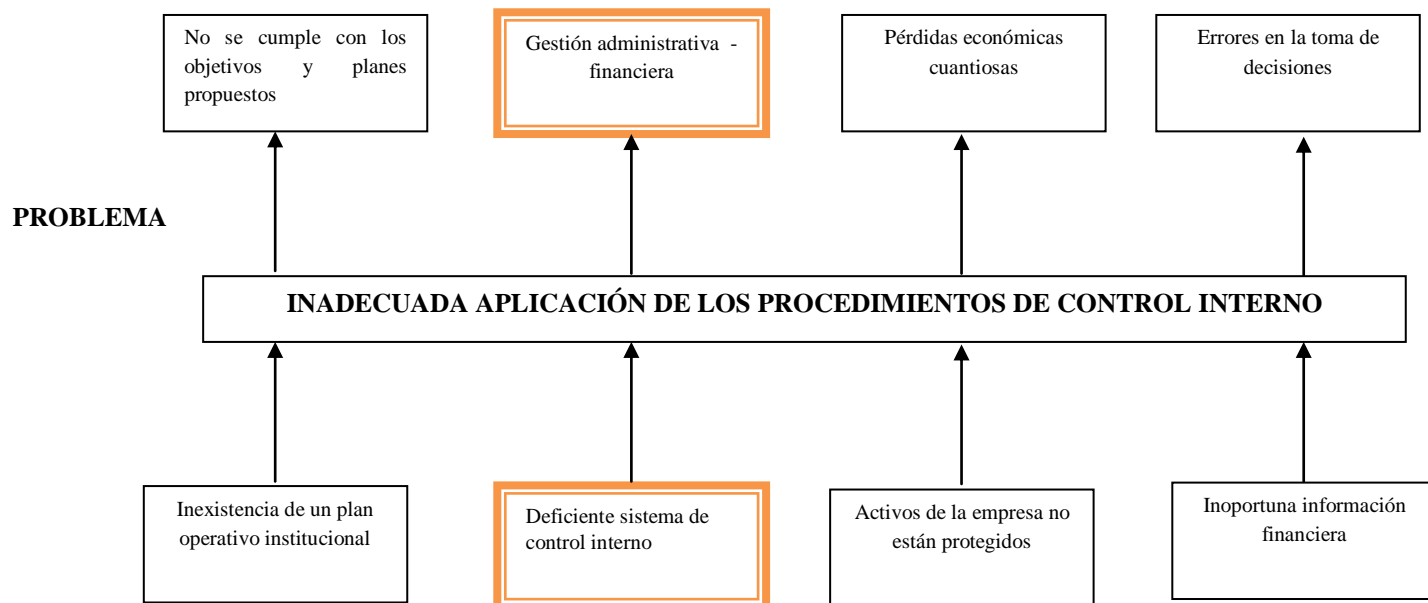 No se cumple con los
objetivos y planes
propuestos
Gestión administrativa -
financiera
Pérdidas económicas
cuantiosas
Errores en la toma de
decisiones
PROBLEMA
INADECUADA APLICACIÓN DE LOS PROCEDIMIENTOS DE CONTROL INTERNO
Inexistencia de un plan
operativo institucional
Deficiente sistema de
control interno
Activos de la empresa no
están protegidos
Inoportuna información
financiera